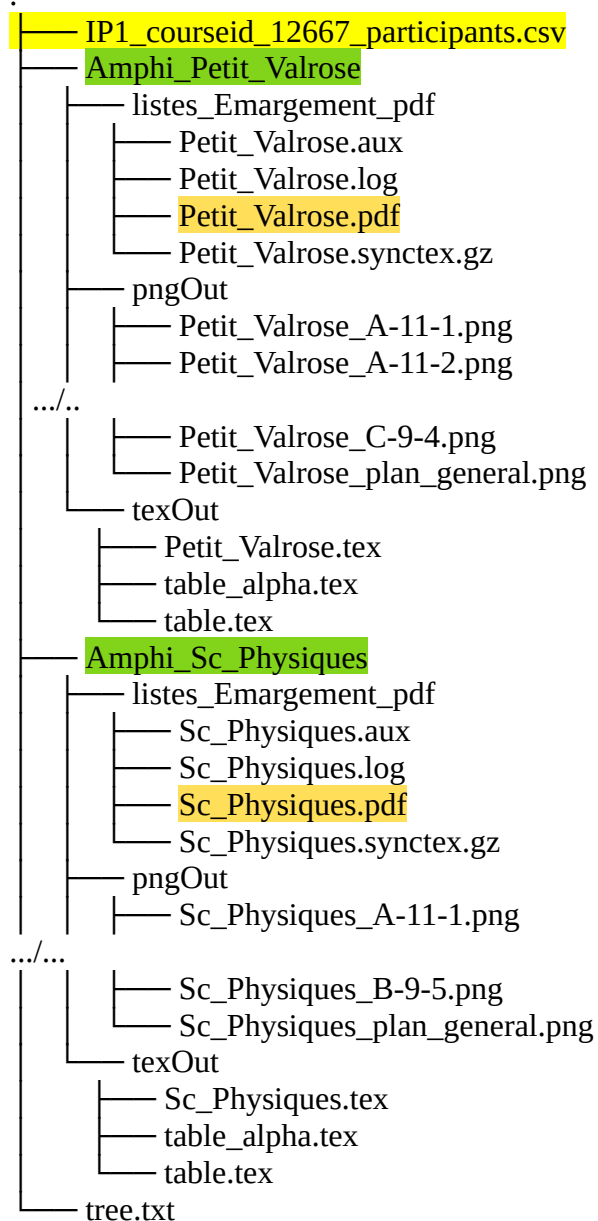 .
├── IP1_courseid_12667_participants.csv
├── Amphi_Petit_Valrose
│   ├── listes_Emargement_pdf
│   │   ├── Petit_Valrose.aux
│   │   ├── Petit_Valrose.log
│   │   ├── Petit_Valrose.pdf
│   │   └── Petit_Valrose.synctex.gz
│   ├── pngOut
│   │   ├── Petit_Valrose_A-11-1.png
│   │   ├── Petit_Valrose_A-11-2.png
│ .../..
│   │   ├── Petit_Valrose_C-9-4.png
│   │   └── Petit_Valrose_plan_general.png
│   └── texOut
│       ├── Petit_Valrose.tex
│       ├── table_alpha.tex
│       └── table.tex
├── Amphi_Sc_Physiques
│   ├── listes_Emargement_pdf
│   │   ├── Sc_Physiques.aux
│   │   ├── Sc_Physiques.log
│   │   ├── Sc_Physiques.pdf
│   │   └── Sc_Physiques.synctex.gz
│   ├── pngOut
│   │   ├── Sc_Physiques_A-11-1.png
.../...
│   │   ├── Sc_Physiques_B-9-5.png
│   │   └── Sc_Physiques_plan_general.png
│   └── texOut
│       ├── Sc_Physiques.tex
│       ├── table_alpha.tex
│       └── table.tex
└── tree.txt